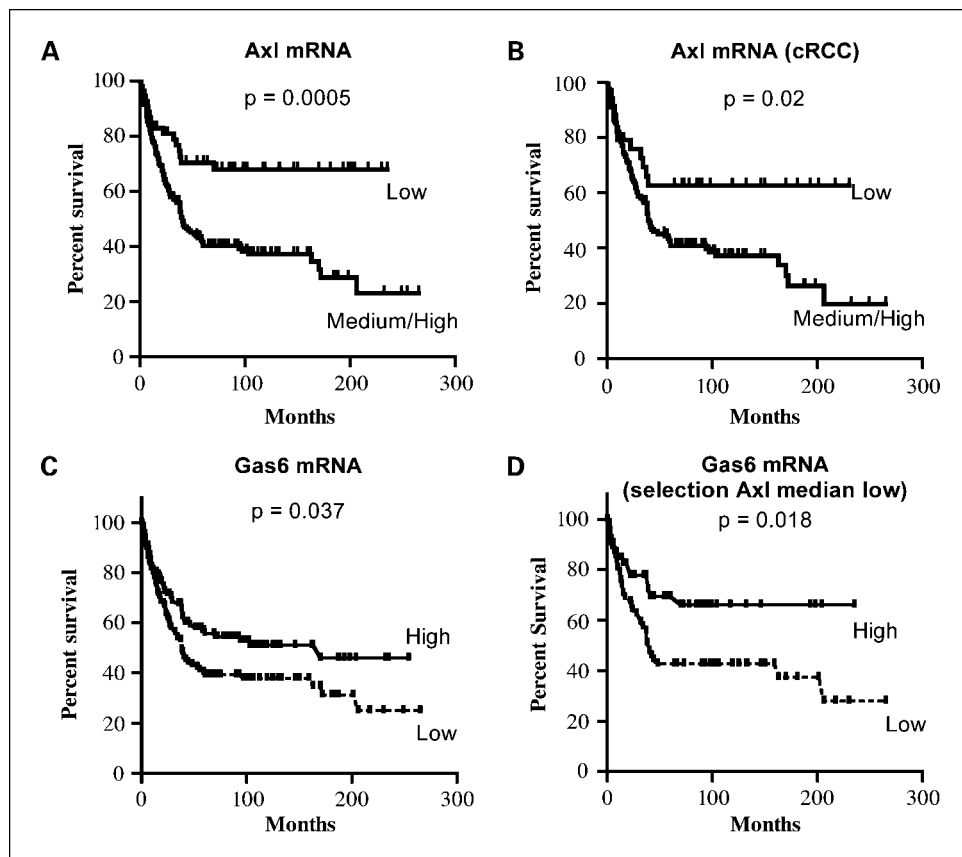 A
Axl mRNA
p = 0.0005
100
80
60
40
20
0
Percent survival
Low
Medium/High
0
100
200
300
Months
B
Axl mRNA (cRCC)
p = 0.02
100
80
60
40
20
0
Percent survival
Low
Medium/High
0
100
200
300
Months
C
Gas6 mRNA
p = 0.037
100
80
60
40
20
0
Percent survival
High
Low
0
100
200
300
Months
D
Gas6 mRNA
(selection Axl median low)
p = 0.018
100
80
60
40
20
0
Percent Survival
High
Low
0
100
200
300
Months